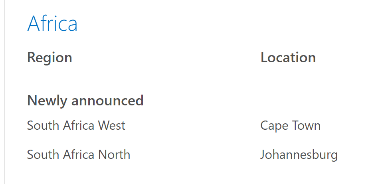 Africa
Region Location
Newly announced
South Africa West Cape Town
South Africa North Johannesburg